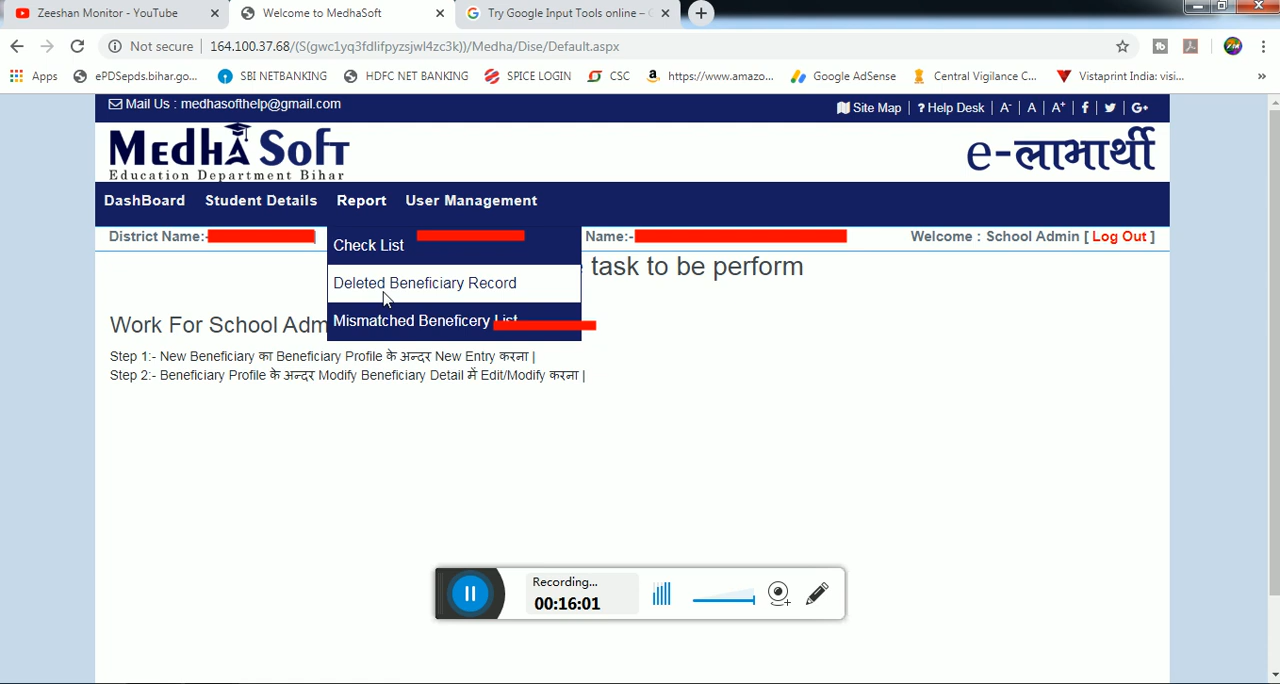 Zeeshan Monitor - YouTube
Welcome to MedhaSoft
Try Google Input Tools online –
Not secure
164.100.37.68/(S(gwc1yq3fdlifpyzsjwl4zc3k))/Medha/Dise/Default.aspx
Apps
ePDSepds.bihar.go...
SBI NETBANKING
HDFC NET BANKING
SPICE LOGIN
CSC
https://www.amazo...
Google AdSense
Central Vigilance C...
Vistaprint India: visi...
Mail Us : medhasofthelp@gmail.com
Site Map | ? Help Desk | A- | A | A+
MEDHA SOFT
Education Department Bihar
e-लाभार्थी
DashBoard Student Details Report User Management
District Name:-
Name:-
Welcome : School Admin [ Log Out ]
Check List
task to be perform
Deleted Beneficiary Record
Work For School Adm
Mismatched Beneficery List
Step 1:- New Beneficiary का Beneficiary Profile के अन्दर New Entry करना |
Step 2:- Beneficiary Profile के अन्दर Modify Beneficiary Detail में Edit/Modify करना |
Recording...
00:16:01